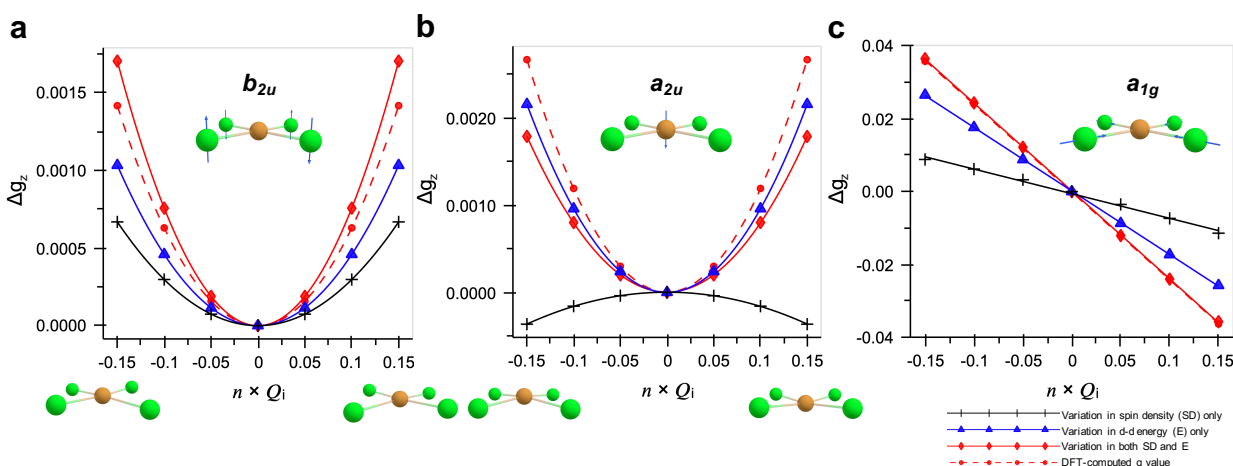 a
b
c
b2u
a2u
a1g
Δgz
0.0015
0.0010
0.0005
0.0000
-0.15 -0.1 -0.05 0 0.05 0.1 0.15
n × Qi
Δgz
0.0020
0.0010
0.0000
-0.15 -0.1 -0.05 0 0.05 0.1 0.15
n × Qi
Δgz
0.04
0.02
0.00
-0.02
-0.04
-0.15 -0.1 -0.05 0 0.05 0.1 0.15
n × Qi
Variation in spin density (SD) only
Variation in d-d energy (E) only
Variation in both SD and E
DFT-computed g value